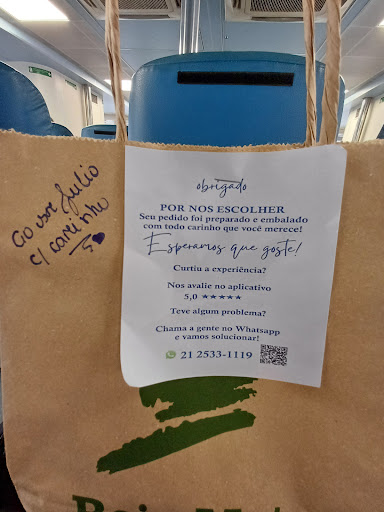 obrigado
POR NOS ESCOLHER
Seu pedido foi preparado e embalado
com todo carinho que você merece!
Esperamos que goste!
Curtiu a experiência?
Nos avalie no aplicativo
5,0 ★★★★★
Teve algum problema?
Chama a gente no Whatsapp
e vamos solucionar!
21 2533-1119
Julio
c/ carinho